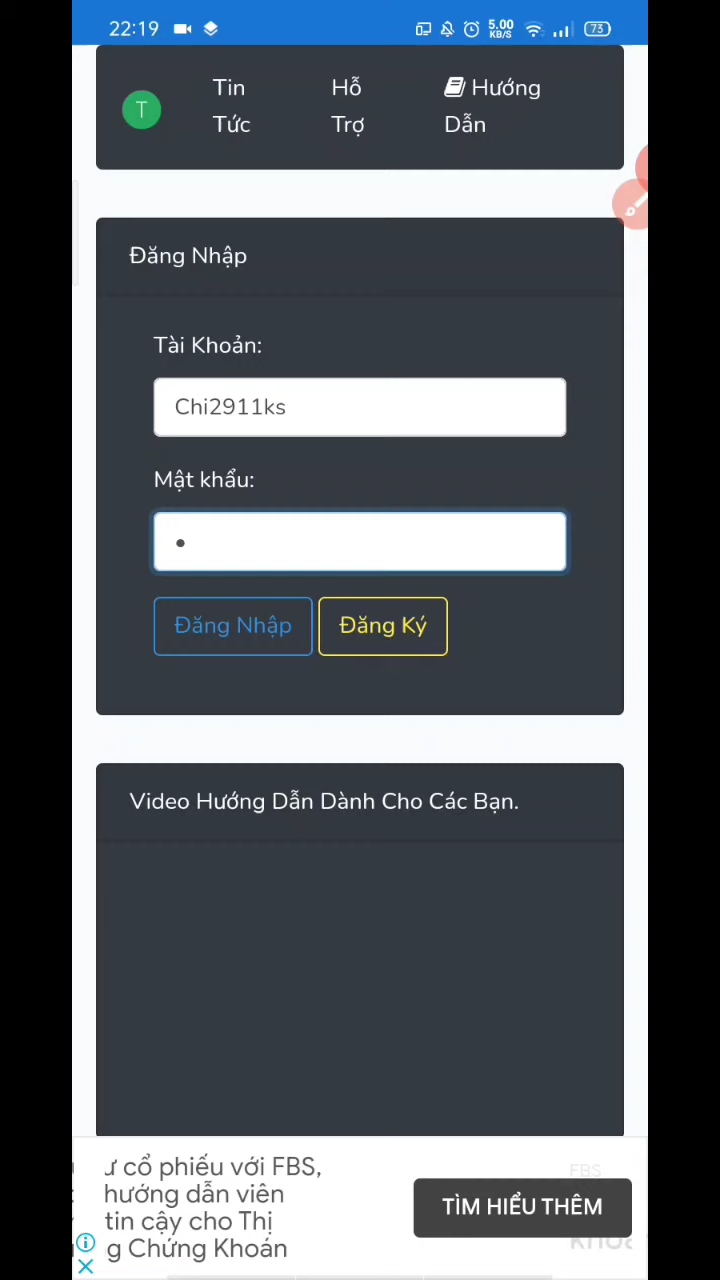 22:19 5.00 KB/S 73
T
Tin Tức
Hỗ Trợ
Hướng Dẫn
Đăng Nhập
Tài Khoản:
Chi2911ks
Mật khẩu:
Đăng Nhập Đăng Ký
Video Hướng Dẫn Dành Cho Các Bạn.
cổ phiếu với FBS,
hướng dẫn viên
tin cậy cho Thị
g Chứng Khoán
FBS
TÌM HIỂU THÊM